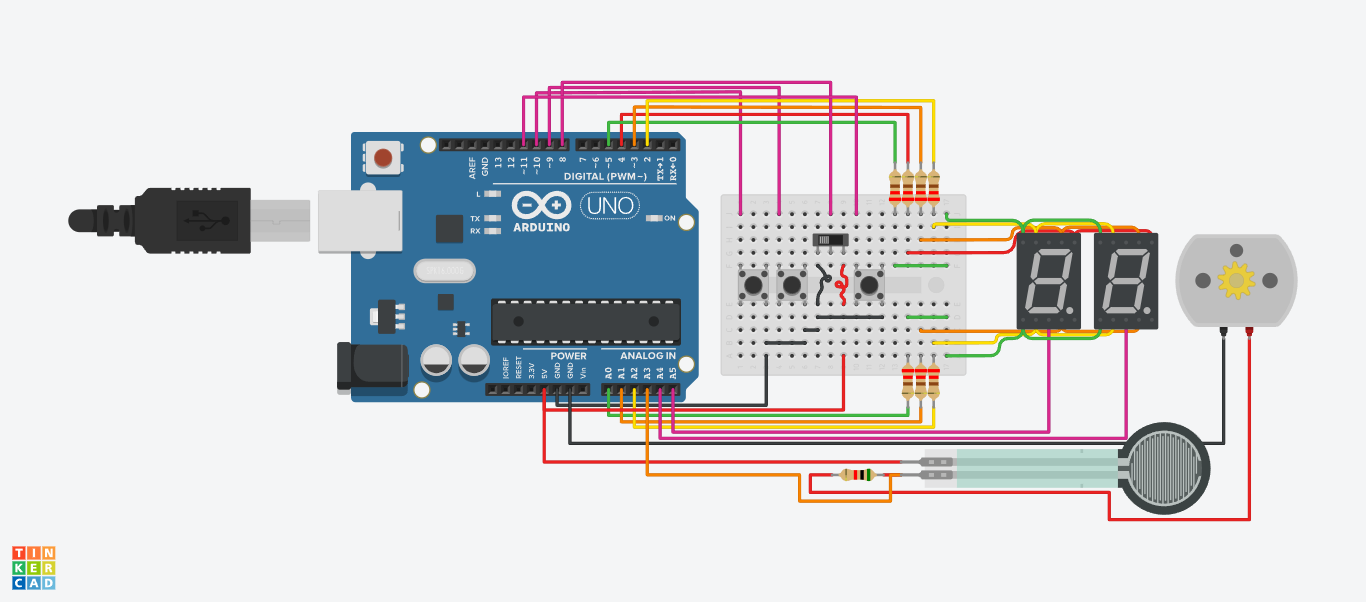 AREF
GND
13
12
~11
~10
~9
8
7
~6
~5
4
~3
2
TX→1
RX←0
DIGITAL (PWM~)
L
TX
RX
ARDUINO
UNO
ON
POWER
ANALOG IN
IOREF
RESET
3.3V
5V
GND
GND
Vin
A0
A1
A2
A3
A4
A5
TIN
KER
CAD